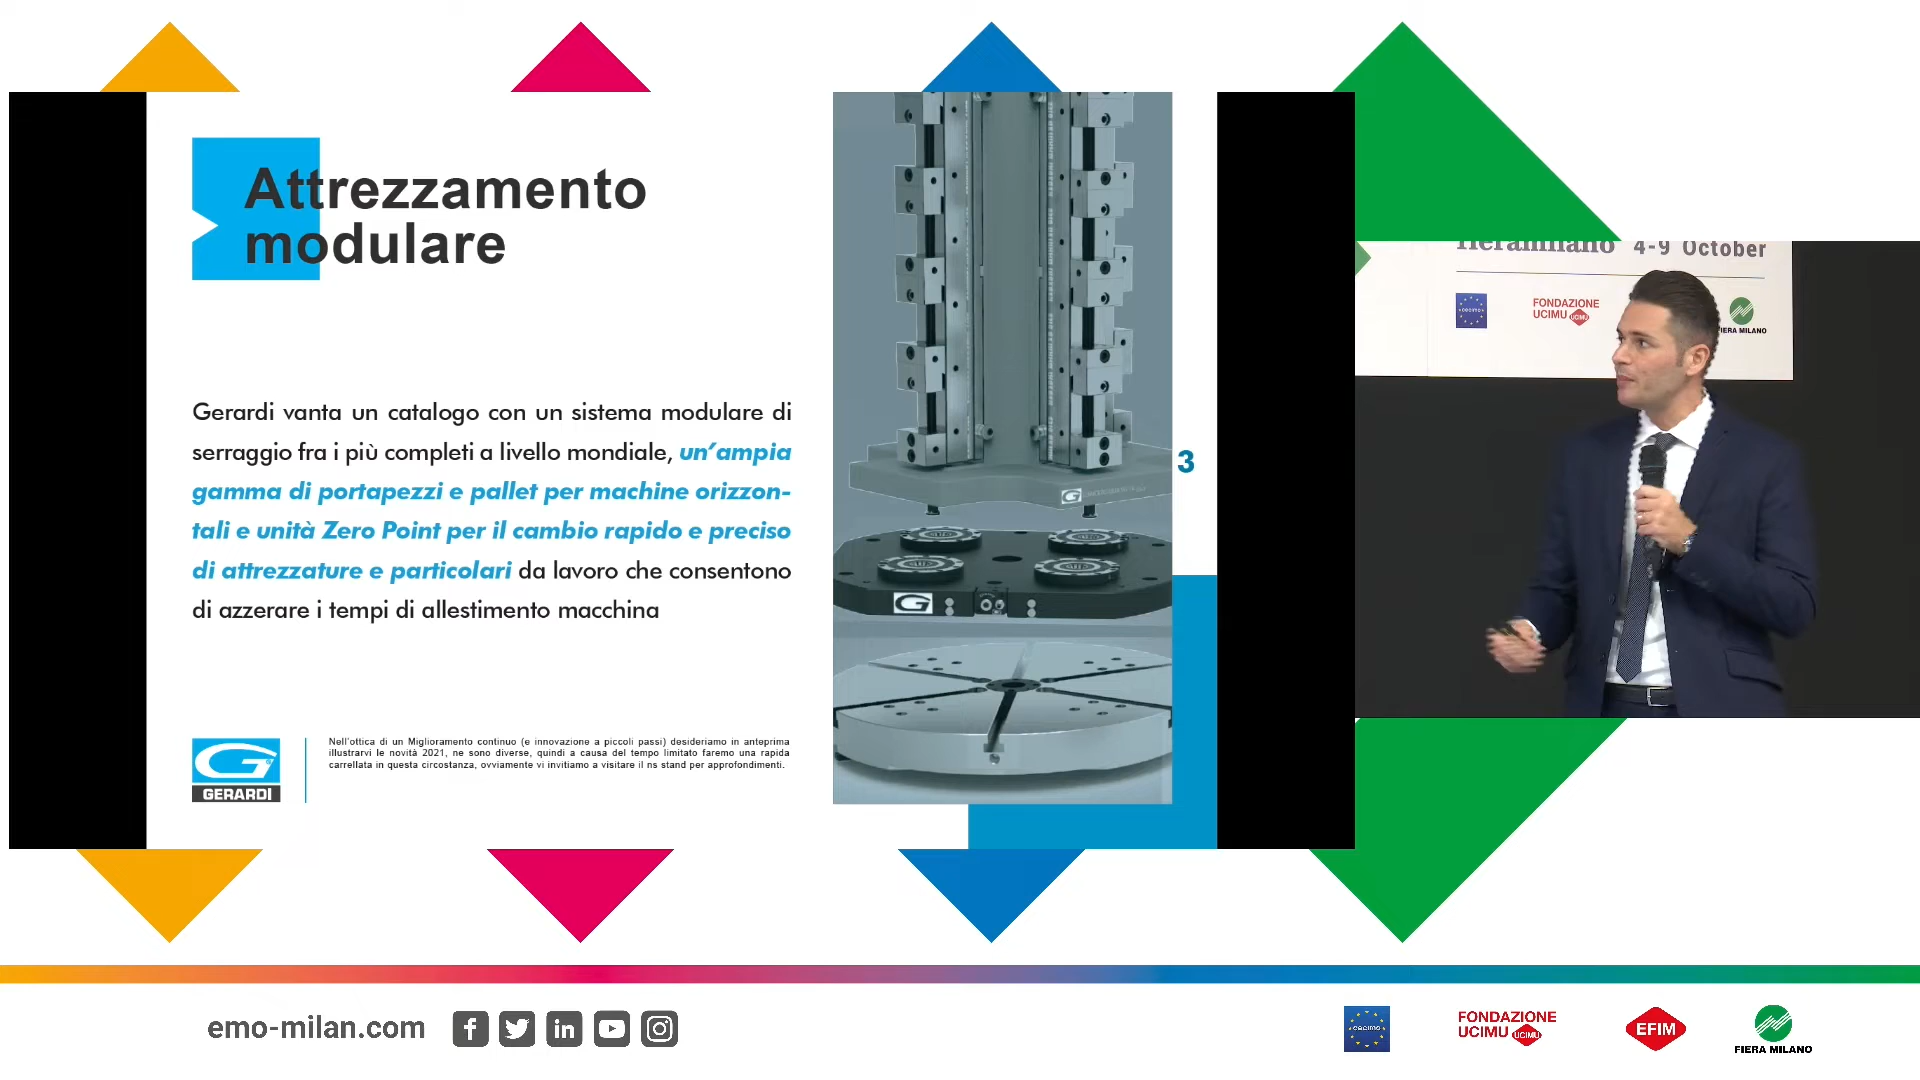 Attrezzamento
modulare
Gerardi vanta un catalogo con un sistema modulare di
serraggio fra i più completi a livello mondiale, un'ampia
gamma di portapezzi e pallet per machine orizzon-
tali e unità Zero Point per il cambio rapido e preciso
di attrezzature e particolari da lavoro che consentono
di azzerare i tempi di allestimento macchina
G
GERARDI
Nell'ottica di un Miglioramento continuo (e innovazione a piccoli passi) desideriamo in anteprima
illustrarvi le novità 2021, ne sono diverse, quindi a causa del tempo limitato faremo una rapida
carrellata in questa circostanza, ovviamente vi invitiamo a visitare il ns stand per approfondimenti.
G
G
3
fieramilano 4-9 October
cecimo
FONDAZIONE
UCIMU UCIMU
FIERA MILANO
emo-milan.com
cecimo
FONDAZIONE
UCIMU UCIMU
EFIM
FIERA MILANO